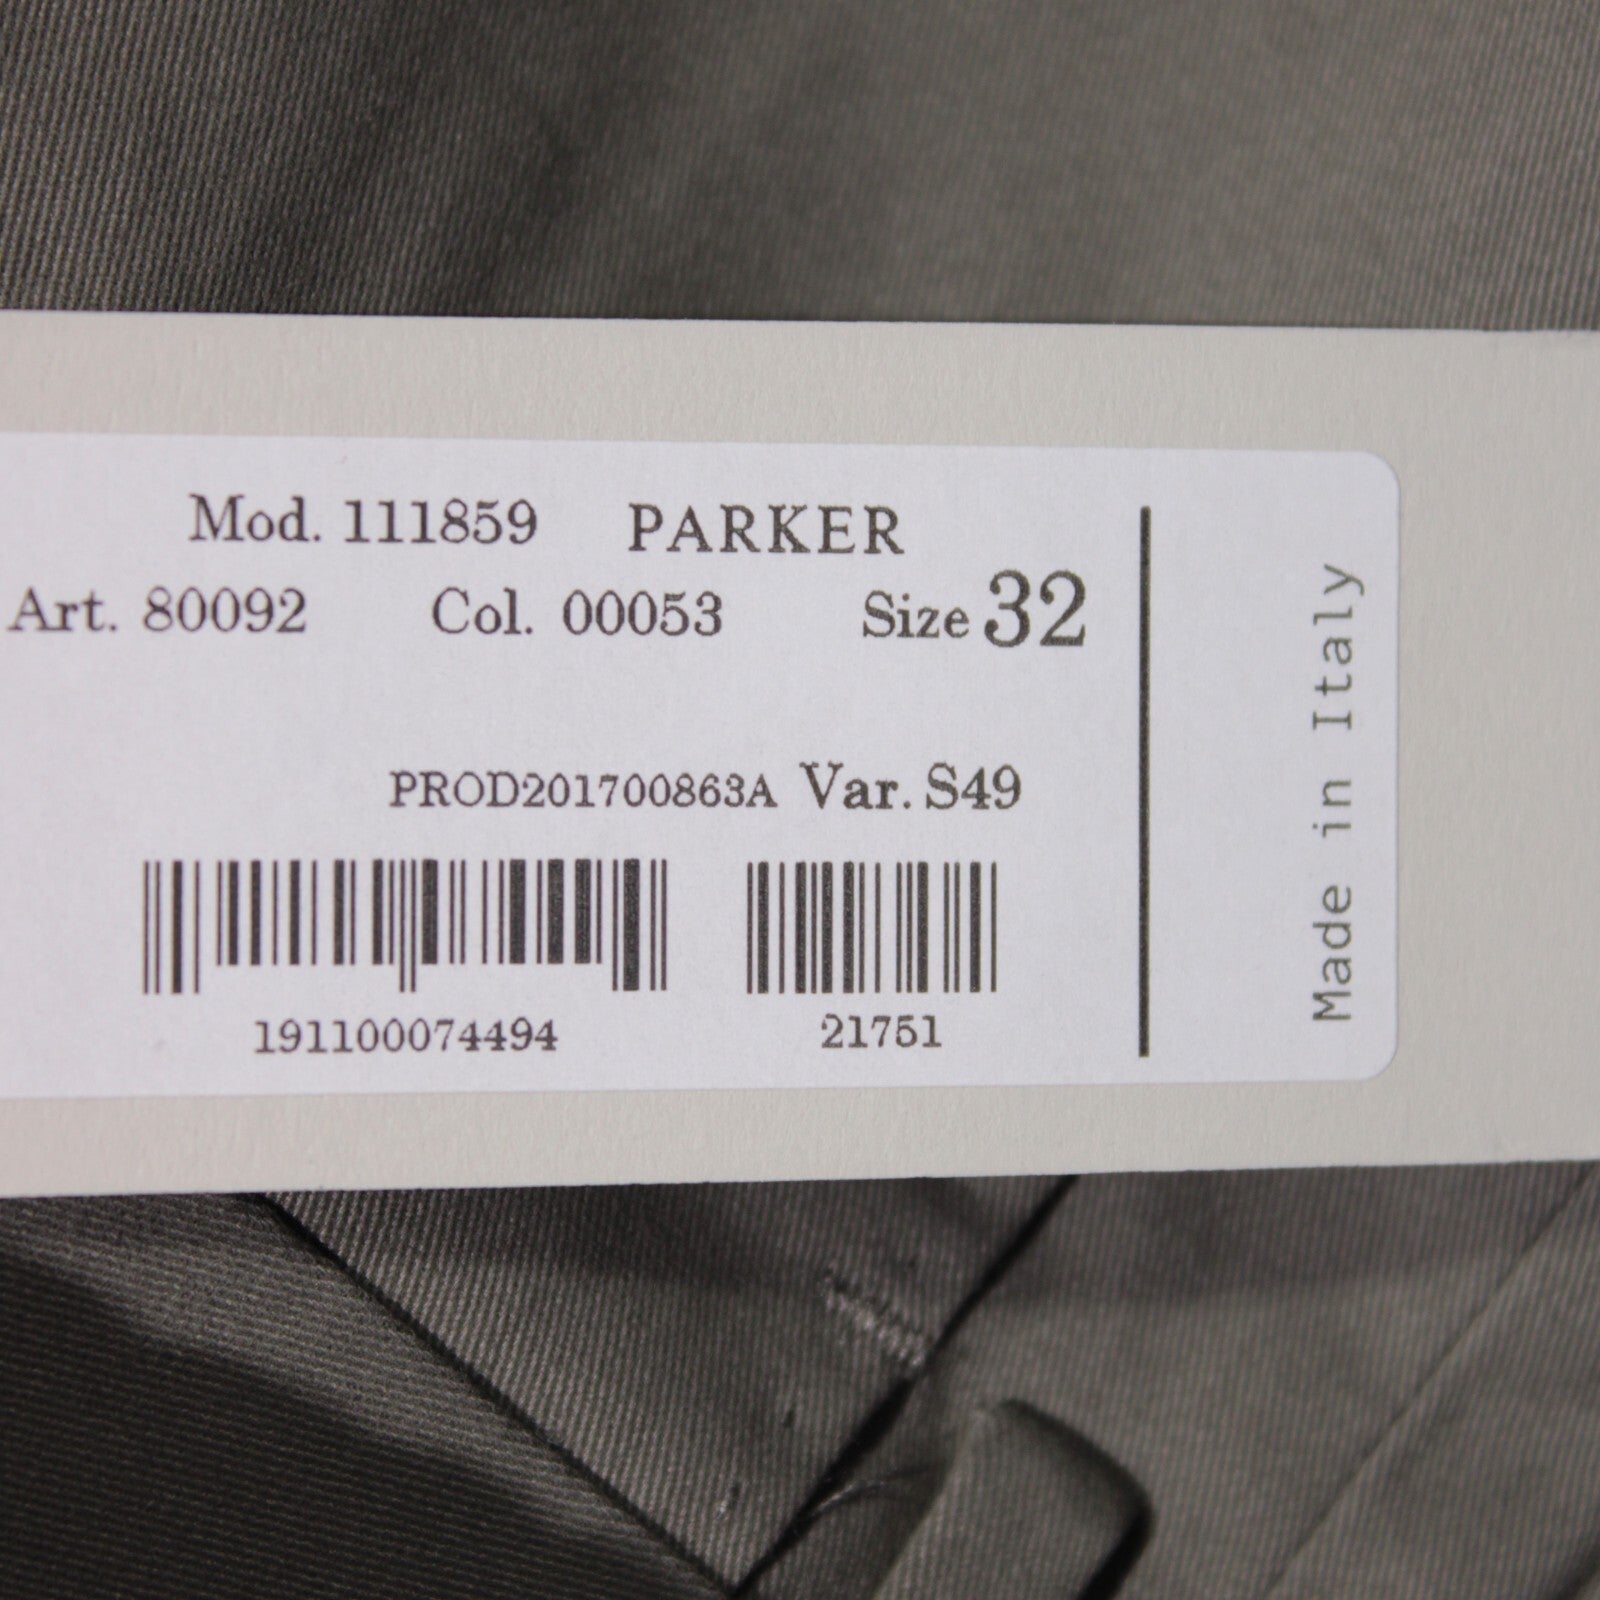 Mod. 111859 PARKER
Art. 80092 Col. 00053 Size 32
PROD201700863A Var. S49
191100074494 21751
Made in Italy